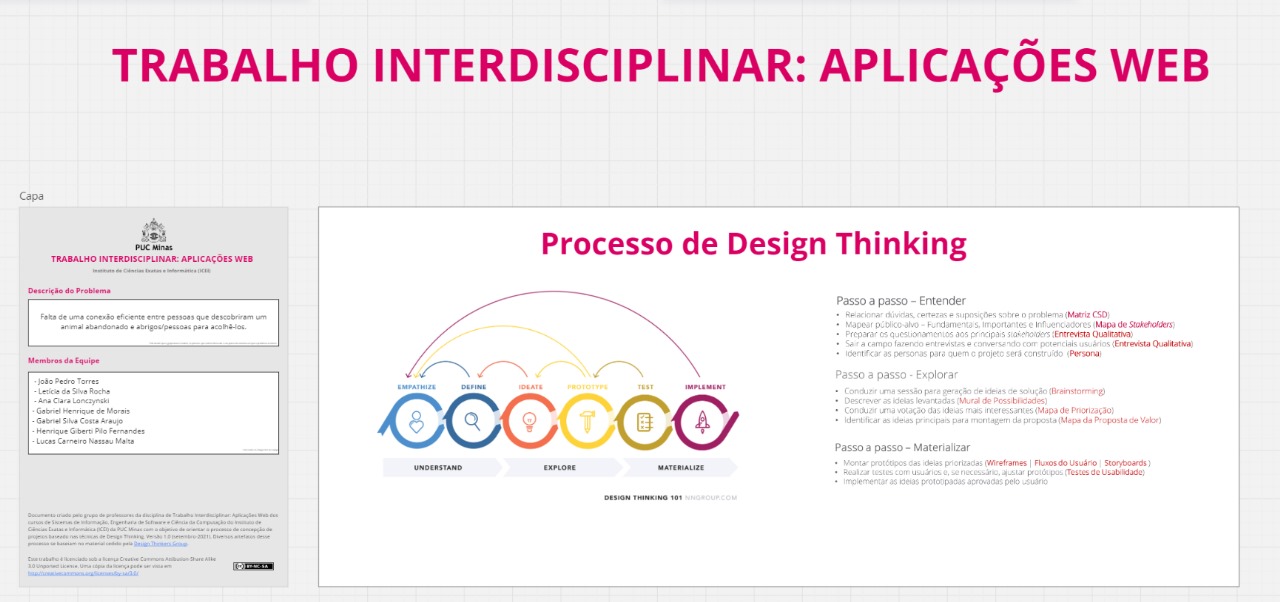 TRABALHO INTERDISCIPLINAR: APLICAÇÕES WEB
Capa
PUC Minas
TRABALHO INTERDISCIPLINAR: APLICAÇÕES WEB
Instituto de Ciências Exatas e Informática (ICEI)
Descrição do Problema
Falta de uma conexão eficiente entre pessoas que descobriram um
animal abandonado e abrigos/pessoas para acolhê-los.
Membros da Equipe
- João Pedro Torres
- Letícia da Silva Rocha
- Ana Clara Lonczynski
- Gabriel Henrique de Morais
- Gabriel Silva Costa Araujo
- Henrique Giberti Pilo Fernandes
- Lucas Carneiro Nassau Malta
Documento criado pelo grupo de professores da disciplina de Trabalho Interdisciplinar: Aplicações Web dos
cursos de Sistemas de Informação, Engenharia de Software e Ciência da Computação do Instituto de
Ciências Exatas e Informática (ICEI) da PUC Minas com o objetivo de orientar o processo de concepção de
projetos baseado nas técnicas de Design Thinking. Versão 1.0 (setembro-2021). Diversos artefatos desse
processo se baseiam no material cedido pelo Design Thinkers Group.
Este trabalho é licenciado sob a licença Creative Commons Attribution-Share Alike
3.0 Unported License. Uma cópia da licença pode ser vista em
http://creativecommons.org/licenses/by-sa/3.0/
BY-NC-SA
Processo de Design Thinking
EMPATHIZE
DEFINE
IDEATE
PROTOTYPE
TEST
IMPLEMENT
UNDERSTAND
EXPLORE
MATERIALIZE
DESIGN THINKING 101 NNGROUP.COM
Passo a passo – Entender
• Relacionar dúvidas, certezas e suposições sobre o problema (Matriz CSD)
• Mapear público-alvo – Fundamentais, Importantes e Influenciadores (Mapa de Stakeholders)
• Preparar os questionamentos aos principais stakeholders (Entrevista Qualitativa)
• Sair a campo fazendo entrevistas e conversando com potenciais usuários (Entrevista Qualitativa)
• Identificar as personas para quem o projeto será construído (Persona)
Passo a passo - Explorar
• Conduzir uma sessão para geração de ideias de solução (Brainstorming)
• Descrever as ideias levantadas (Mural de Possibilidades)
• Conduzir uma votação das ideias mais interessantes (Mapa de Priorização)
• Identificar as ideias principais para montagem da proposta (Mapa da Proposta de Valor)
Passo a passo – Materializar
• Montar protótipos das ideias priorizadas (Wireframes | Fluxos do Usuário | Storyboards )
• Realizar testes com usuários e, se necessário, ajustar protótipos (Testes de Usabilidade)
• Implementar as ideias prototipadas aprovadas pelo usuário